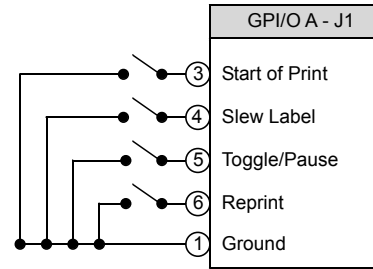 GPI/O A - J1
3 Start of Print
4 Slew Label
5 Toggle/Pause
6 Reprint
1 Ground